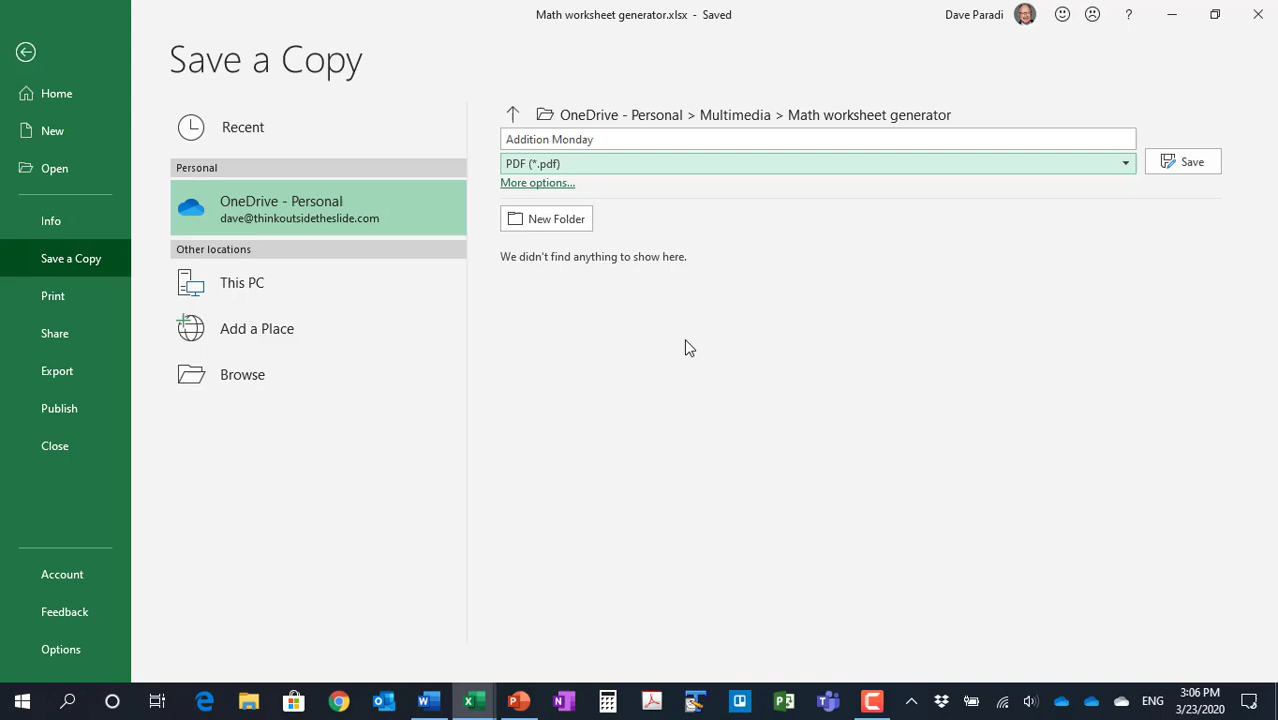 Math worksheet generator.xlsx - Saved
Dave Paradi
?
Save a Copy
Home
New
Open
Info
Save a Copy
Print
Share
Export
Publish
Close
Account
Feedback
Options
Recent
Personal
OneDrive - Personal
dave@thinkoutsidetheslide.com
Other locations
This PC
Add a Place
Browse
OneDrive - Personal > Multimedia > Math worksheet generator
Addition Monday
PDF (*.pdf)
Save
More options...
New Folder
We didn't find anything to show here.
ENG
3:06 PM
3/23/2020